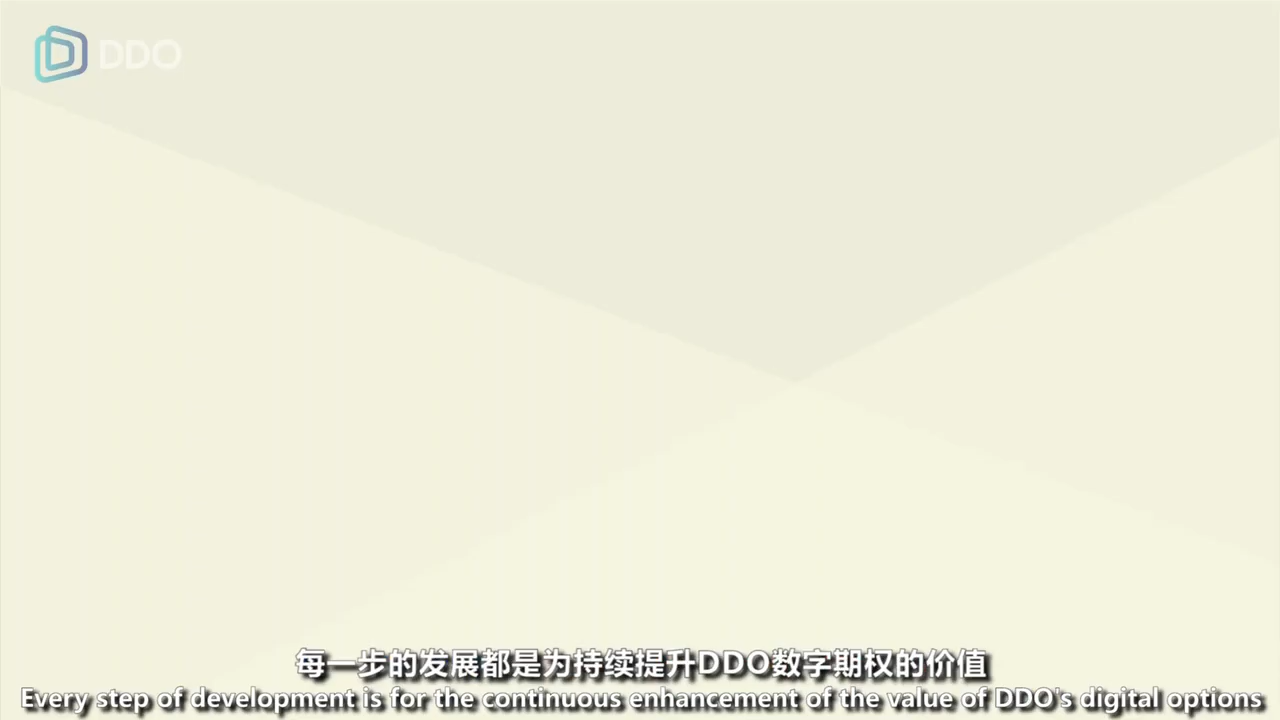 DDO
每一步的发展都是为持续提升DDO数字期权的价值
Every step of development is for the continuous enhancement of the value of DDO's digital options